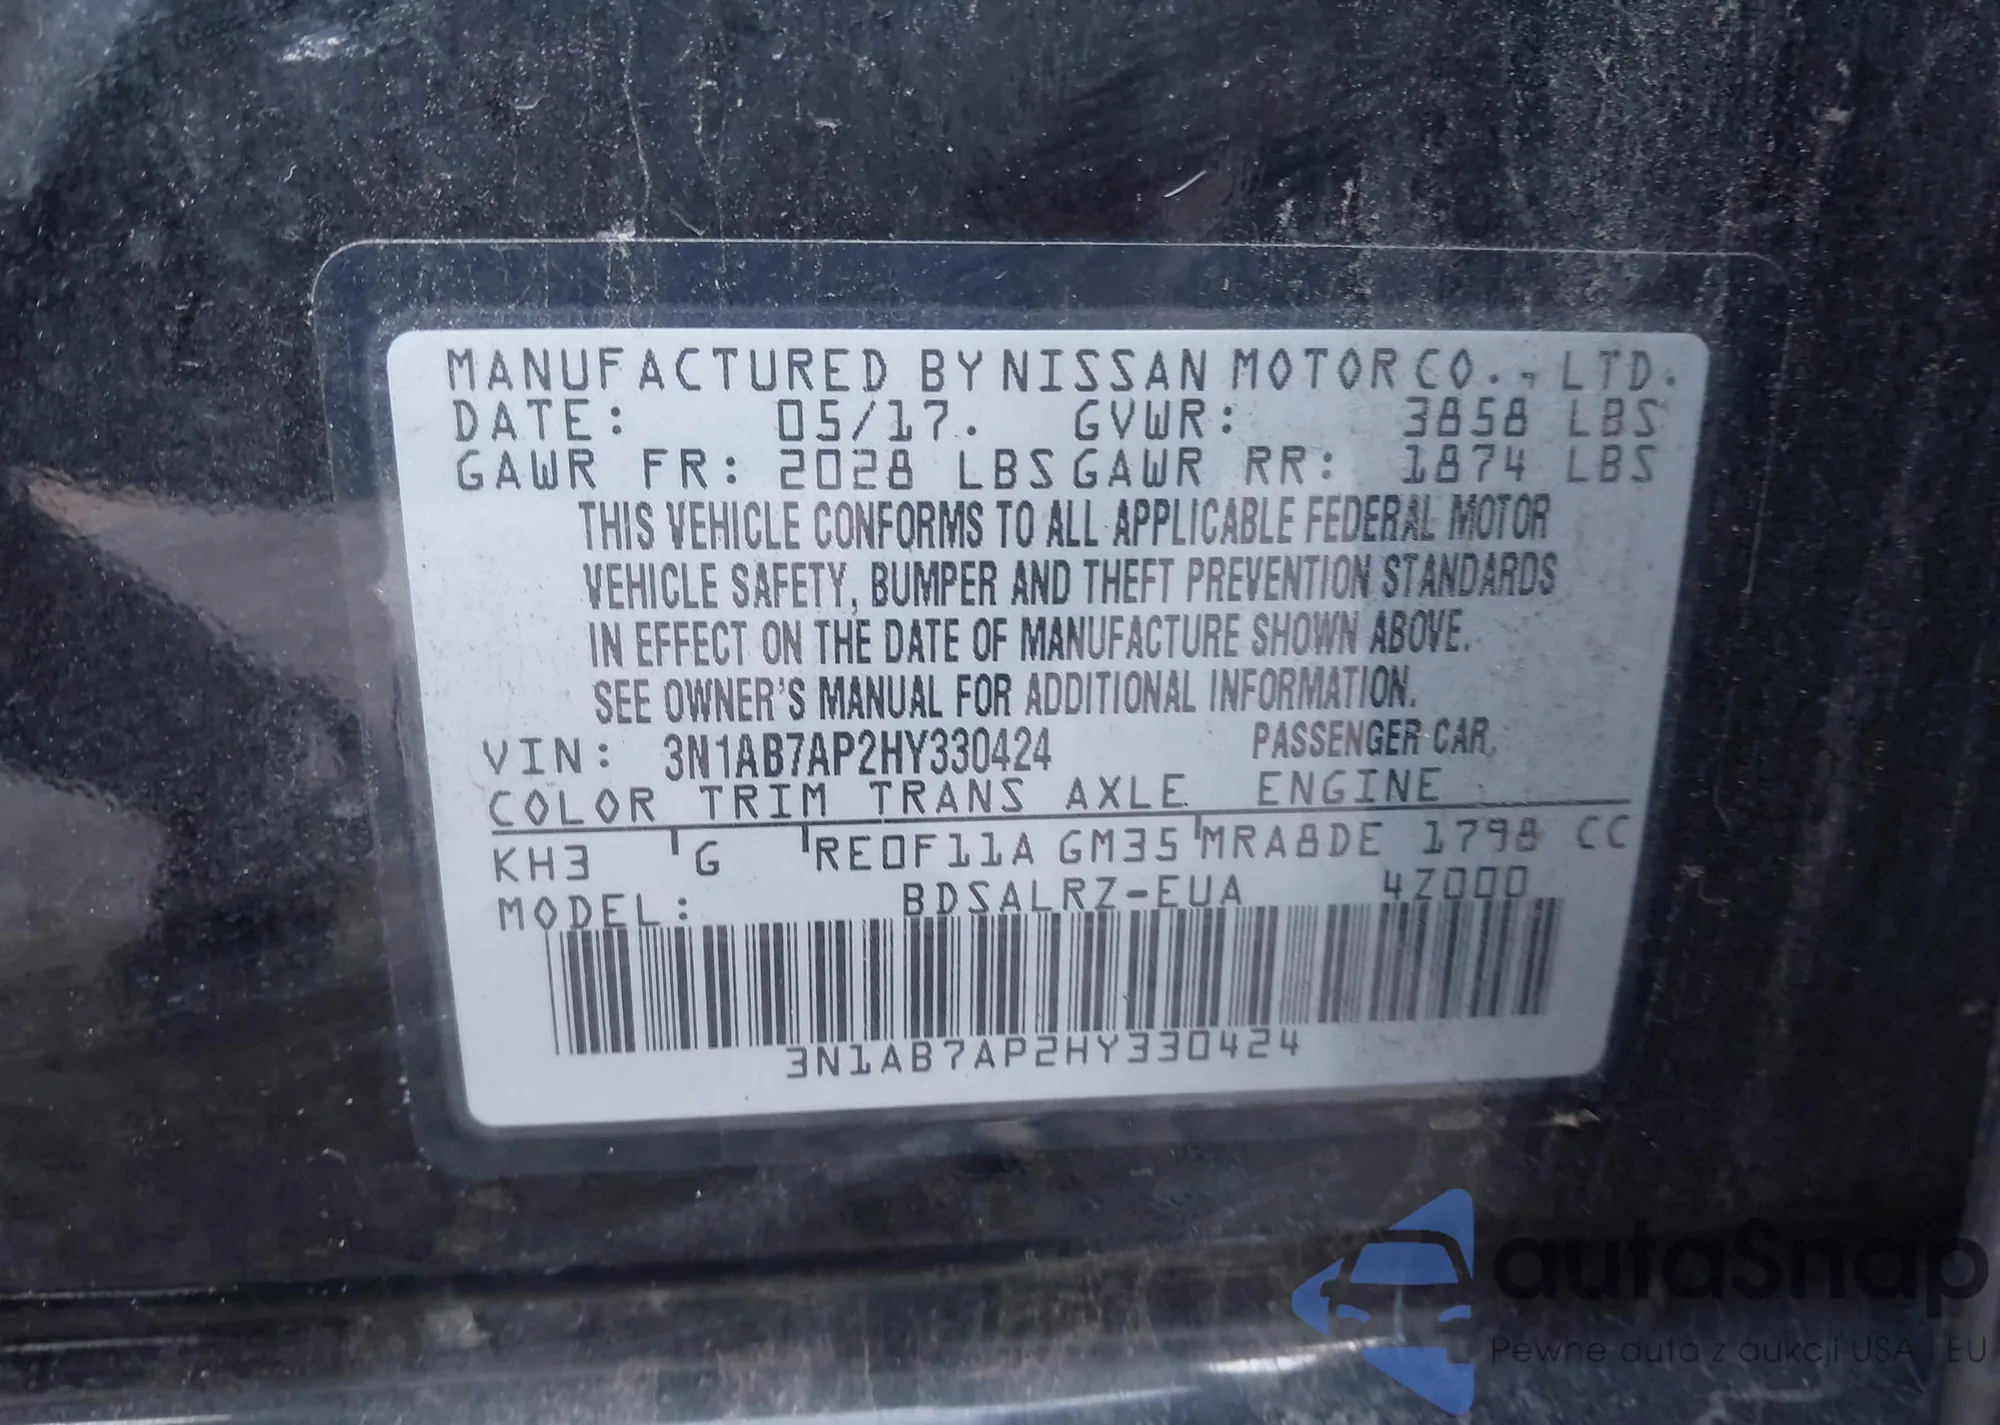 MANUFACTURED BY NISSAN MOTOR CO., LTD.
DATE: 05/17. GVWR: 3858 LBS
GAWR FR: 2028 LBS GAWR RR: 1874 LBS
THIS VEHICLE CONFORMS TO ALL APPLICABLE FEDERAL MOTOR
VEHICLE SAFETY, BUMPER AND THEFT PREVENTION STANDARDS
IN EFFECT ON THE DATE OF MANUFACTURE SHOWN ABOVE.
SEE OWNER'S MANUAL FOR ADDITIONAL INFORMATION.
VIN: 3N1AB7AP2HY330424 PASSENGER CAR
COLOR TRIM TRANS AXLE ENGINE
KH3 G RE0F11A GM35 MRA8DE 1798 CC
MODEL: BDSALRZ-EUA 4Z000
3N1AB7AP2HY330424
autaSnap
Pewne auta z aukcji USA i EU